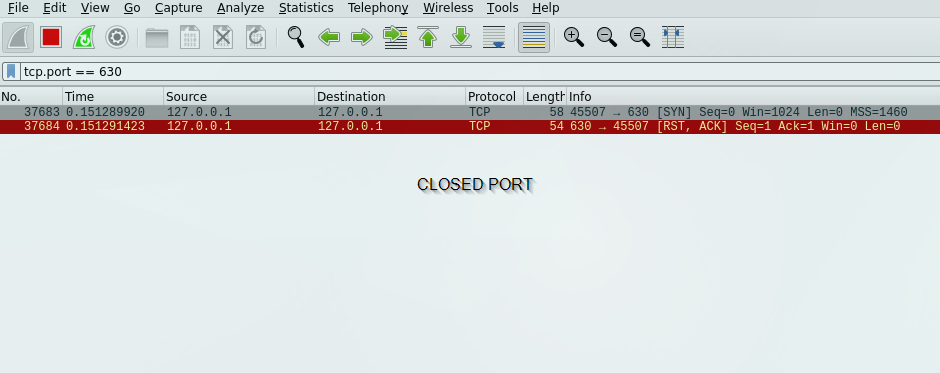 File Edit View Go Capture Analyze Statistics Telephony Wireless Tools Help
tcp.port == 630
No. Time Source Destination Protocol Length Info
37683 0.151289920 127.0.0.1 127.0.0.1 TCP 58 45507 → 630 [SYN] Seq=0 Win=1024 Len=0 MSS=1460
37684 0.151291423 127.0.0.1 127.0.0.1 TCP 54 630 → 45507 [RST, ACK] Seq=1 Ack=1 Win=0 Len=0
CLOSED PORT